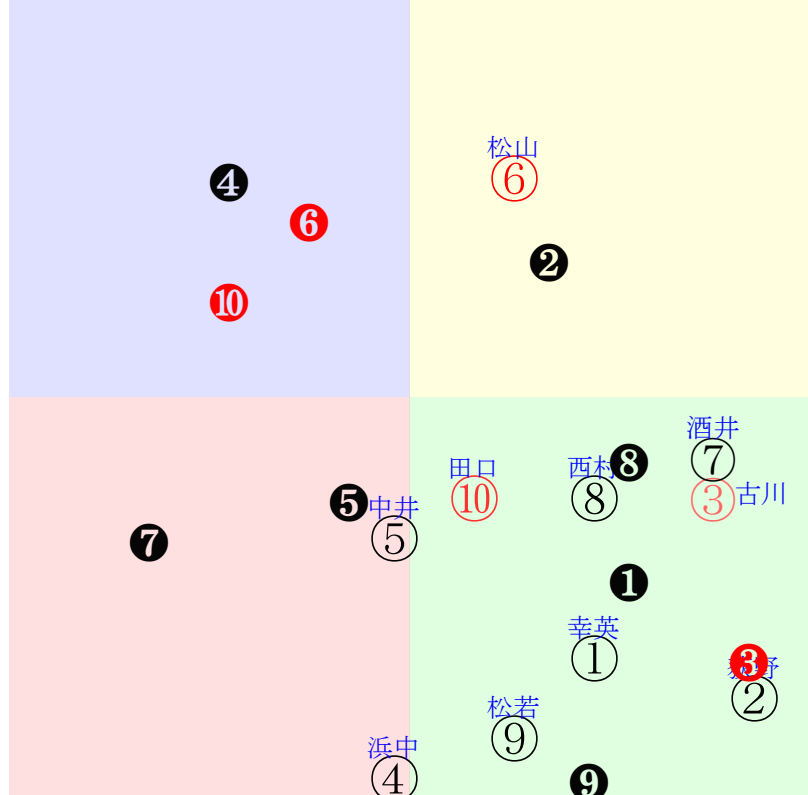 松山
⑥
❹
❻
❷
❿
酒井
⑦
田口
⑩
西村
⑧
❽
③
古川
❺
中井
⑤
❼
❶
幸英
①
❸
野
②
松若
⑨
浜中
④
❾